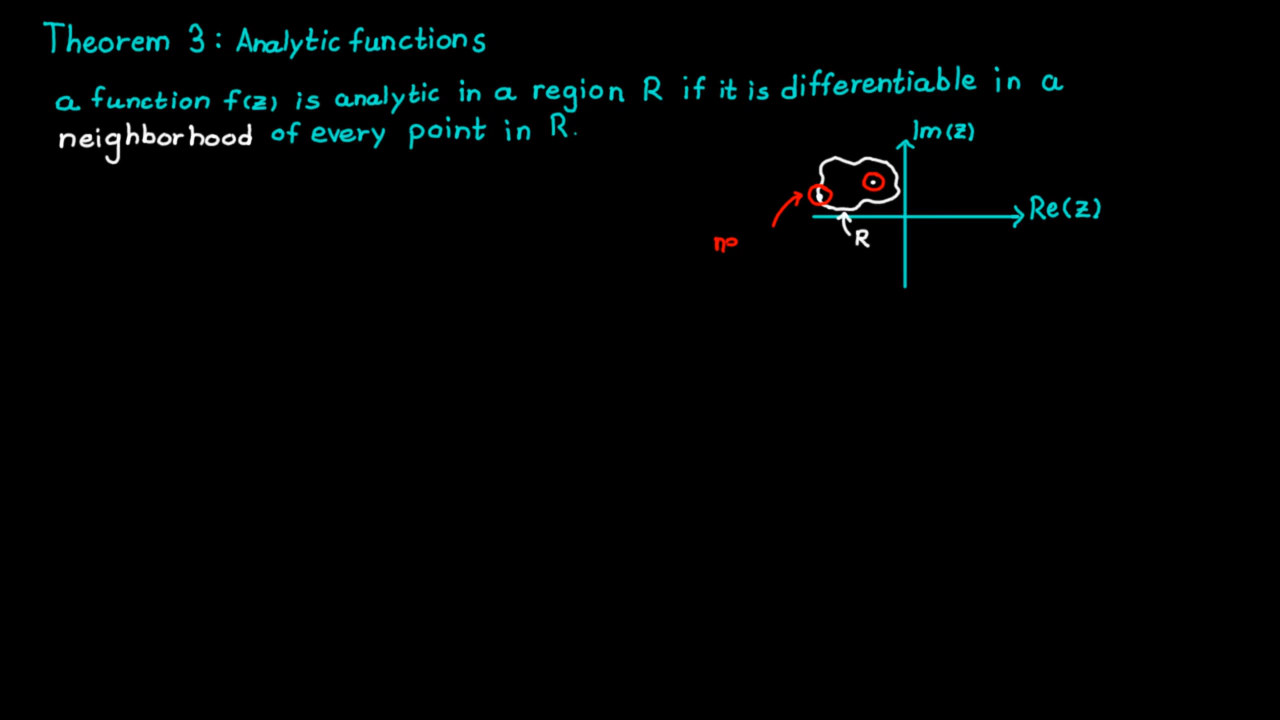 Theorem 3: Analytic functions
a function f(z) is analytic in a region R if it is differentiable in a
neighborhood of every point in R.
Im(z)
Re(z)
R
no